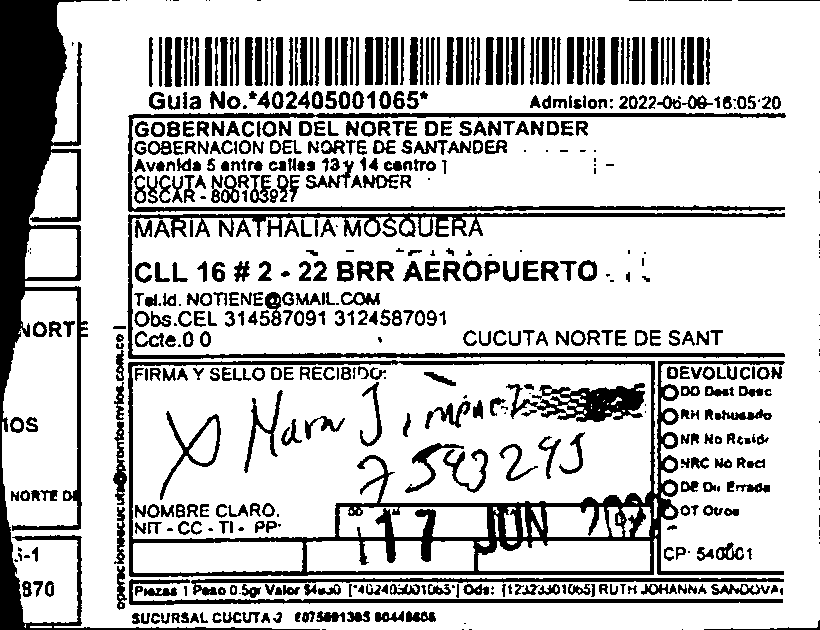 Guia No.*402405001065*
Admision: 2022-06-09-16:05:20
GOBERNACION DEL NORTE DE SANTANDER
GOBERNACION DEL NORTE DE SANTANDER
Avenida 5 entre calles 13 y 14 centro
CUCUTA NORTE DE SANTANDER
OSCAR - 800103927
MARIA NATHALIA MOSQUERA
CLL 16 # 2 - 22 BRR AEROPUERTO
Tel.Id. NOTIENE@GMAIL.COM
Obs.CEL 314587091 3124587091
Ccte.0 0
CUCUTA NORTE DE SANT
NORTE
IOS
NORTE DE
870
operacionescucuta@prontoenvios.com.co
FIRMA Y SELLO DE RECIBIDO:
7593295
NOMBRE CLARO.
NIT - CC - TI - PP
17 JUN
DEVOLUCION
DD Dest Desc
RH Rehusado
NR No Reside
NRC No Recl
DE Dir Errada
OT Otros
CP: 540001
Piezas 1 Peso 0.5gr Valor [*402405001065*] Ods: [12323301065] RUTH JOHANNA SANDOVA
SUCURSAL CUCUTA-2